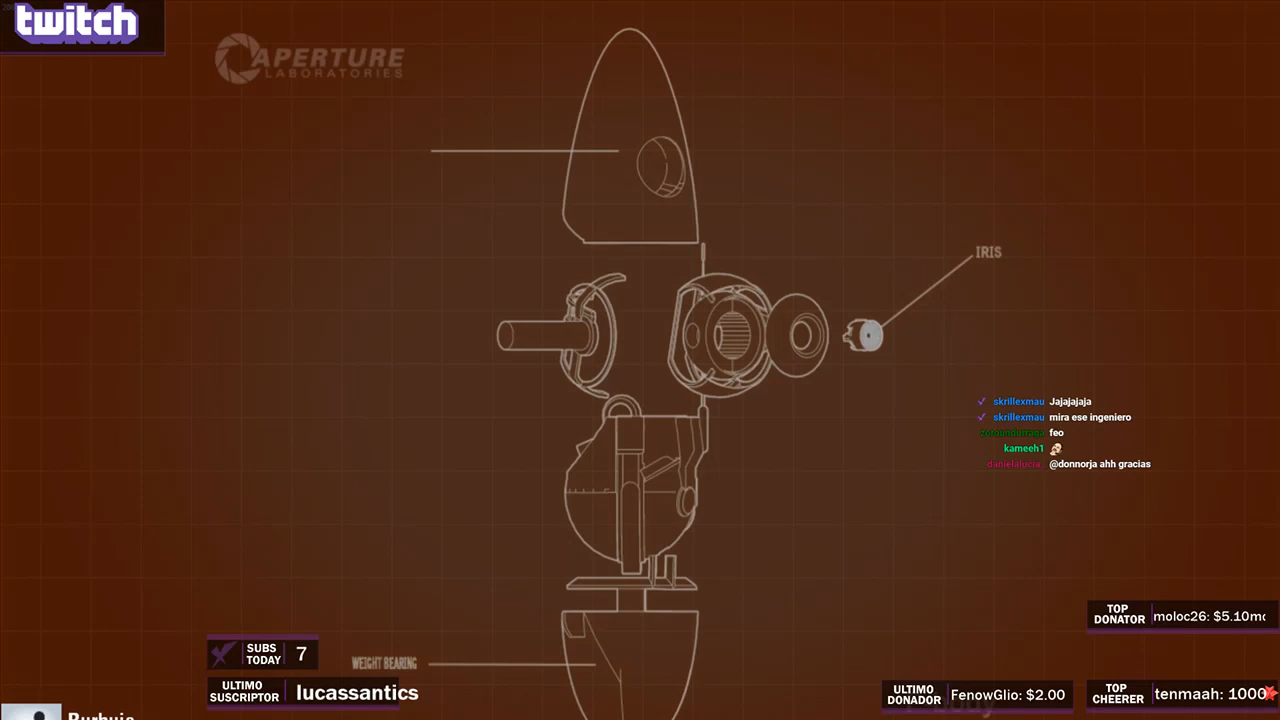 twitch
APERTURE
LABORATORIES
IRIS
skrillexmau Jajajajaja
skrillexmau mira ese ingeniero
feo
kameeh1
@donnorja ahh gracias
TOP DONATOR moloc26: $5.10
SUBS TODAY 7
WEIGHT BEARING
ULTIMO SUSCRIPTOR lucassantics
ULTIMO DONADOR FenowGlio: $2.00
TOP CHEERER tenmaah: 1000